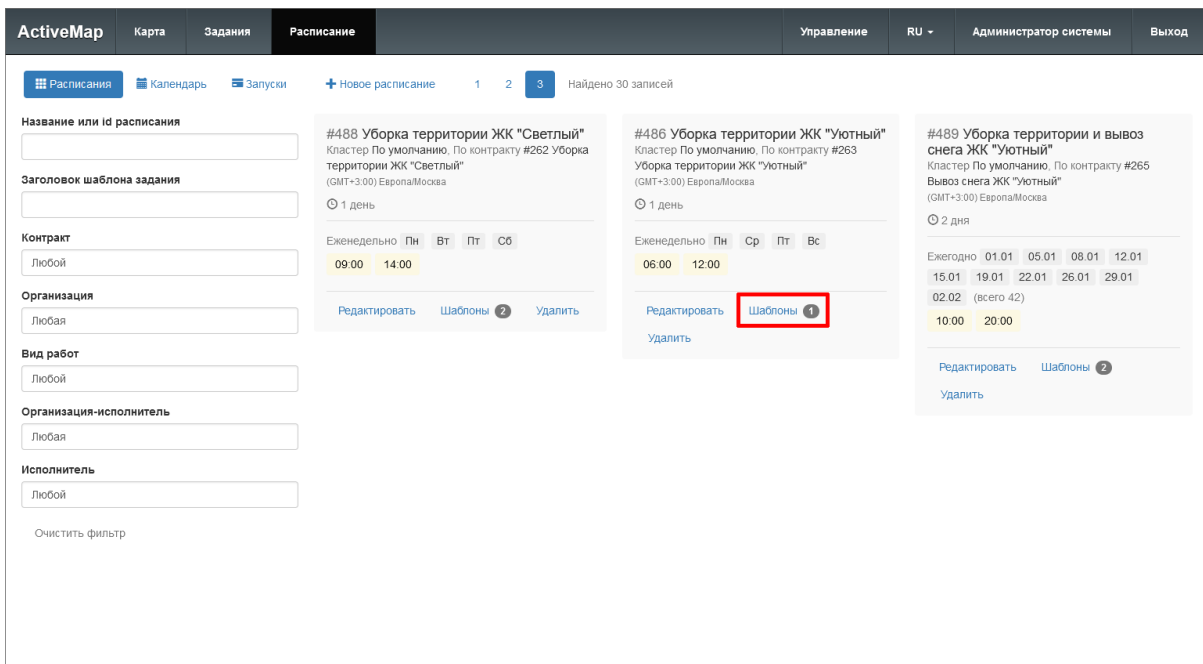 ActiveMap Карта Задания Расписание Управление RU Администратор системы Выход
Расписания Календарь Запуски Новое расписание 1 2 3 Найдено 30 записей
Название или id расписания
Заголовок шаблона задания
Контракт
Любой
Организация
Любая
Вид работ
Любой
Организация-исполнитель
Любая
Исполнитель
Любой
Очистить фильтр
#488 Уборка территории ЖК "Светлый"
Кластер По умолчанию, По контракту #262 Уборка
территории ЖК "Светлый"
(GMT+3:00) Европа/Москва
1 день
Еженедельно Пн Вт Пт Сб
09:00 14:00
Редактировать Шаблоны 2 Удалить
#486 Уборка территории ЖК "Уютный"
Кластер По умолчанию, По контракту #263
Уборка территории ЖК "Уютный"
(GMT+3:00) Европа/Москва
1 день
Еженедельно Пн Ср Пт Вс
06:00 12:00
Редактировать Шаблоны 1
Удалить
#489 Уборка территории и вывоз
снега ЖК "Уютный"
Кластер По умолчанию, По контракту #265
Вывоз снега ЖК "Уютный"
(GMT+3:00) Европа/Москва
2 дня
Ежегодно 01.01 05.01 08.01 12.01
15.01 19.01 22.01 26.01 29.01
02.02 (всего 42)
10:00 20:00
Редактировать Шаблоны 2
Удалить